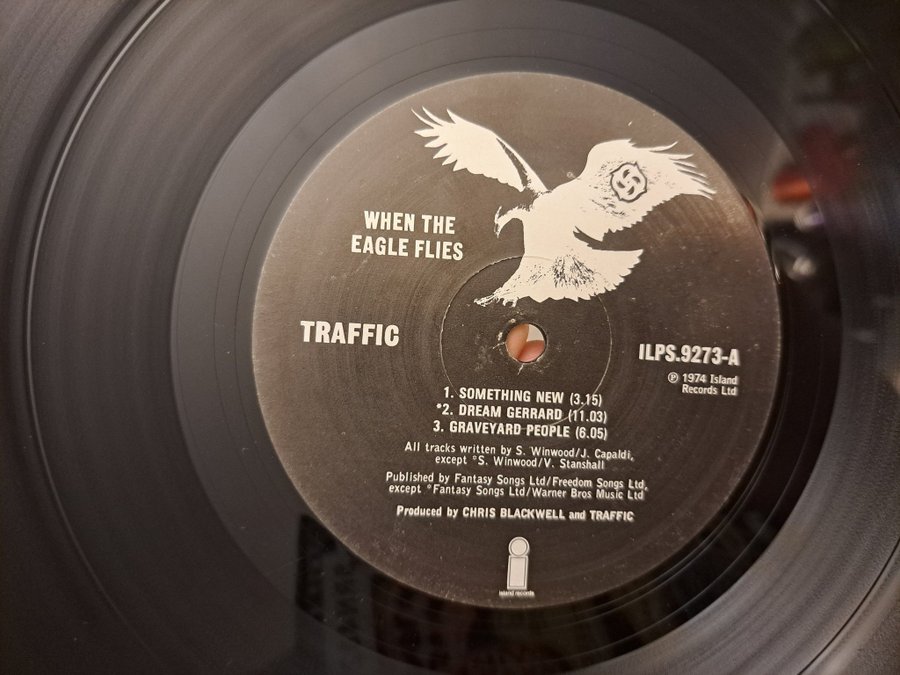 WHEN THE
EAGLE FLIES
TRAFFIC
ILPS.9273-A
℗ 1974 Island
Records Ltd
1. SOMETHING NEW (3.15)
*2. DREAM GERRARD (11.03)
3. GRAVEYARD PEOPLE (6.05)
All tracks written by S. Winwood/J. Capaldi,
except *S. Winwood/V. Stanshall
Published by Fantasy Songs Ltd/Freedom Songs Ltd,
except *Fantasy Songs Ltd/Warner Bros Music Ltd
Produced by CHRIS BLACKWELL and TRAFFIC
island records